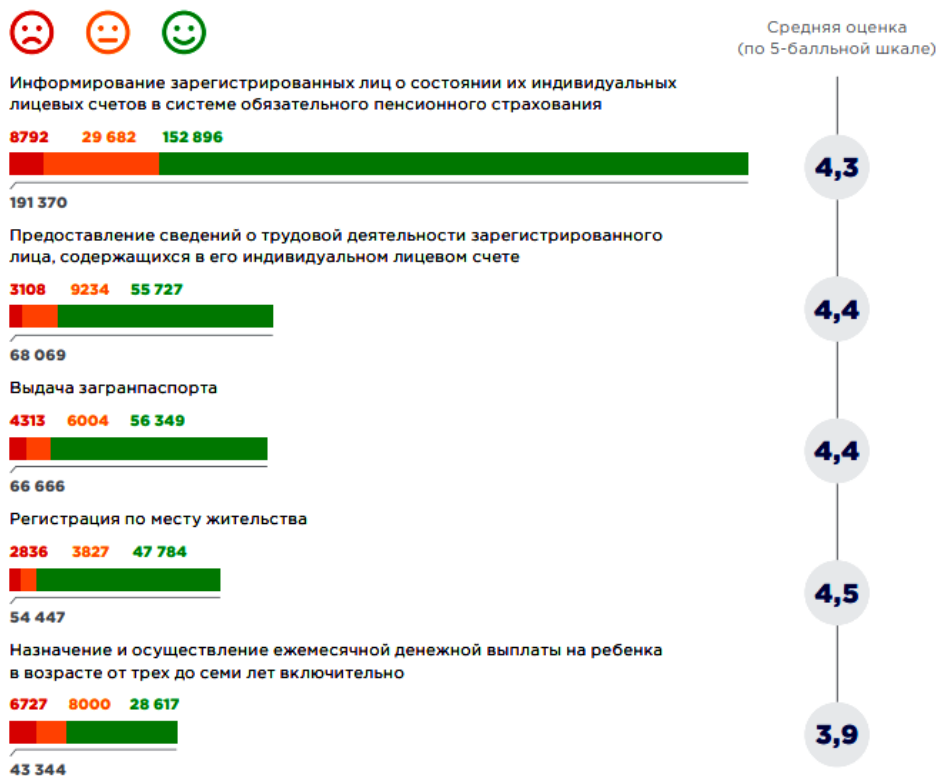 Средняя оценка
(по 5-балльной шкале)
Информирование зарегистрированных лиц о состоянии их индивидуальных
лицевых счетов в системе обязательного пенсионного страхования
8792 29 682 152 896
191 370
4,3
Предоставление сведений о трудовой деятельности зарегистрированного
лица, содержащихся в его индивидуальном лицевом счете
3108 9234 55 727
68 069
4,4
Выдача загранпаспорта
4313 6004 56 349
66 666
4,4
Регистрация по месту жительства
2836 3827 47 784
54 447
4,5
Назначение и осуществление ежемесячной денежной выплаты на ребенка
в возрасте от трех до семи лет включительно
6727 8000 28 617
43 344
3,9